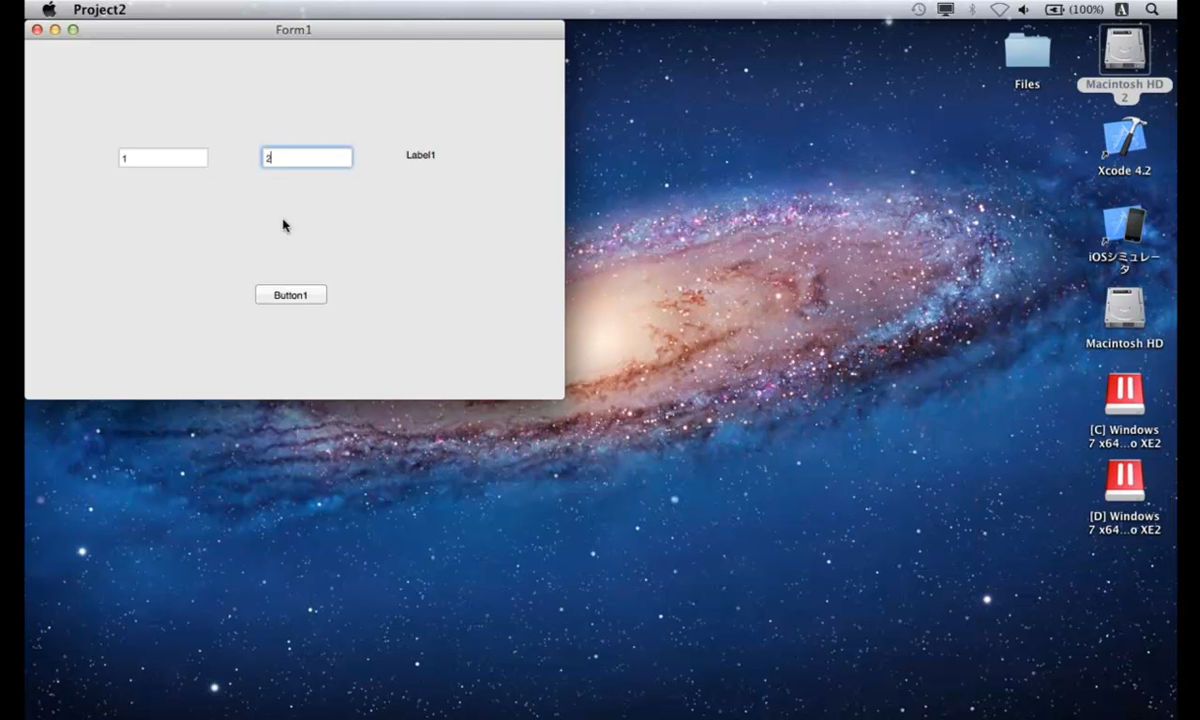 Project2
(100%)
A
Form1
1
2
Label1
Button1
Files
Macintosh HD
2
Xcode 4.2
iOSシミュレー
タ
Macintosh HD
[C] Windows
7 x64...o XE2
[D] Windows
7 x64...o XE2